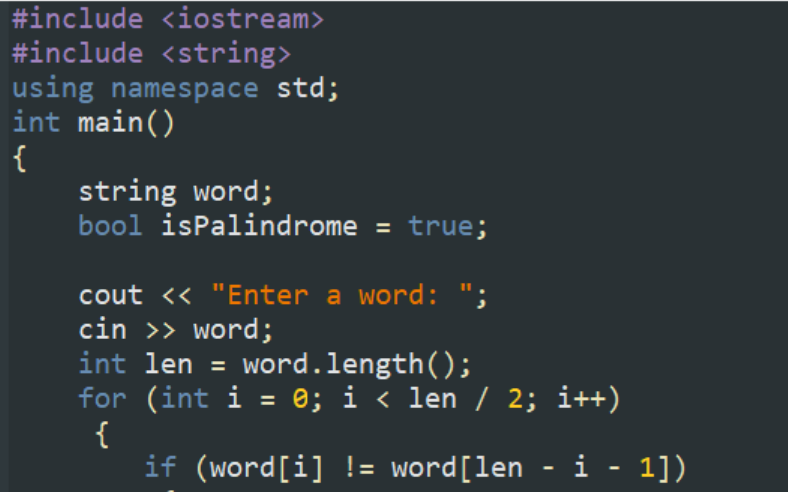 #include <iostream>
#include <string>
using namespace std;
int main()
{
    string word;
    bool isPalindrome = true;

    cout << "Enter a word: ";
    cin >> word;
    int len = word.length();
    for (int i = 0; i < len / 2; i++)
     {
        if (word[i] != word[len - i - 1])